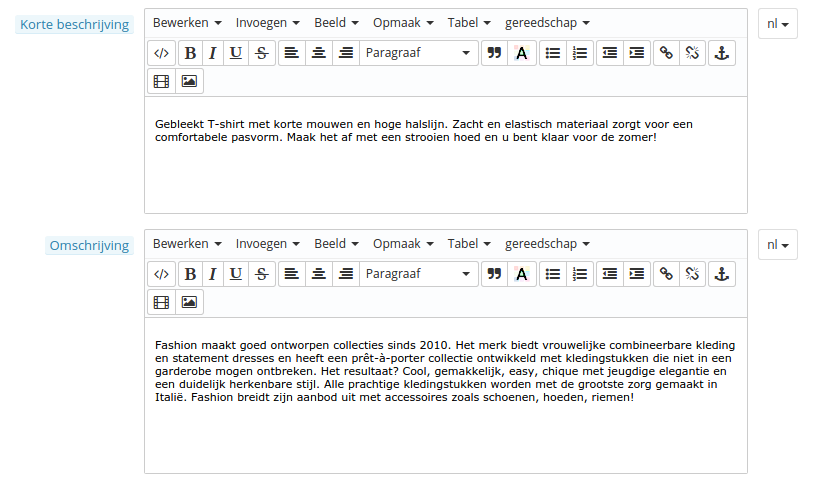 Korte beschrijving
Bewerken Invoegen Beeld Opmaak Tabel gereedschap
nl
</> B I U S Paragraaf A
Gebleekt T-shirt met korte mouwen en hoge halslijn. Zacht en elastisch materiaal zorgt voor een
comfortabele pasvorm. Maak het af met een strooien hoed en u bent klaar voor de zomer!
Omschrijving
Bewerken Invoegen Beeld Opmaak Tabel gereedschap
nl
</> B I U S Paragraaf A
Fashion maakt goed ontworpen collecties sinds 2010. Het merk biedt vrouwelijke combineerbare kleding
en statement dresses en heeft een prêt-à-porter collectie ontwikkeld met kledingstukken die niet in een
garderobe mogen ontbreken. Het resultaat? Cool, gemakkelijk, easy, chique met jeugdige elegantie en
een duidelijk herkenbare stijl. Alle prachtige kledingstukken worden met de grootste zorg gemaakt in
Italië. Fashion breidt zijn aanbod uit met accessoires zoals schoenen, hoeden, riemen!